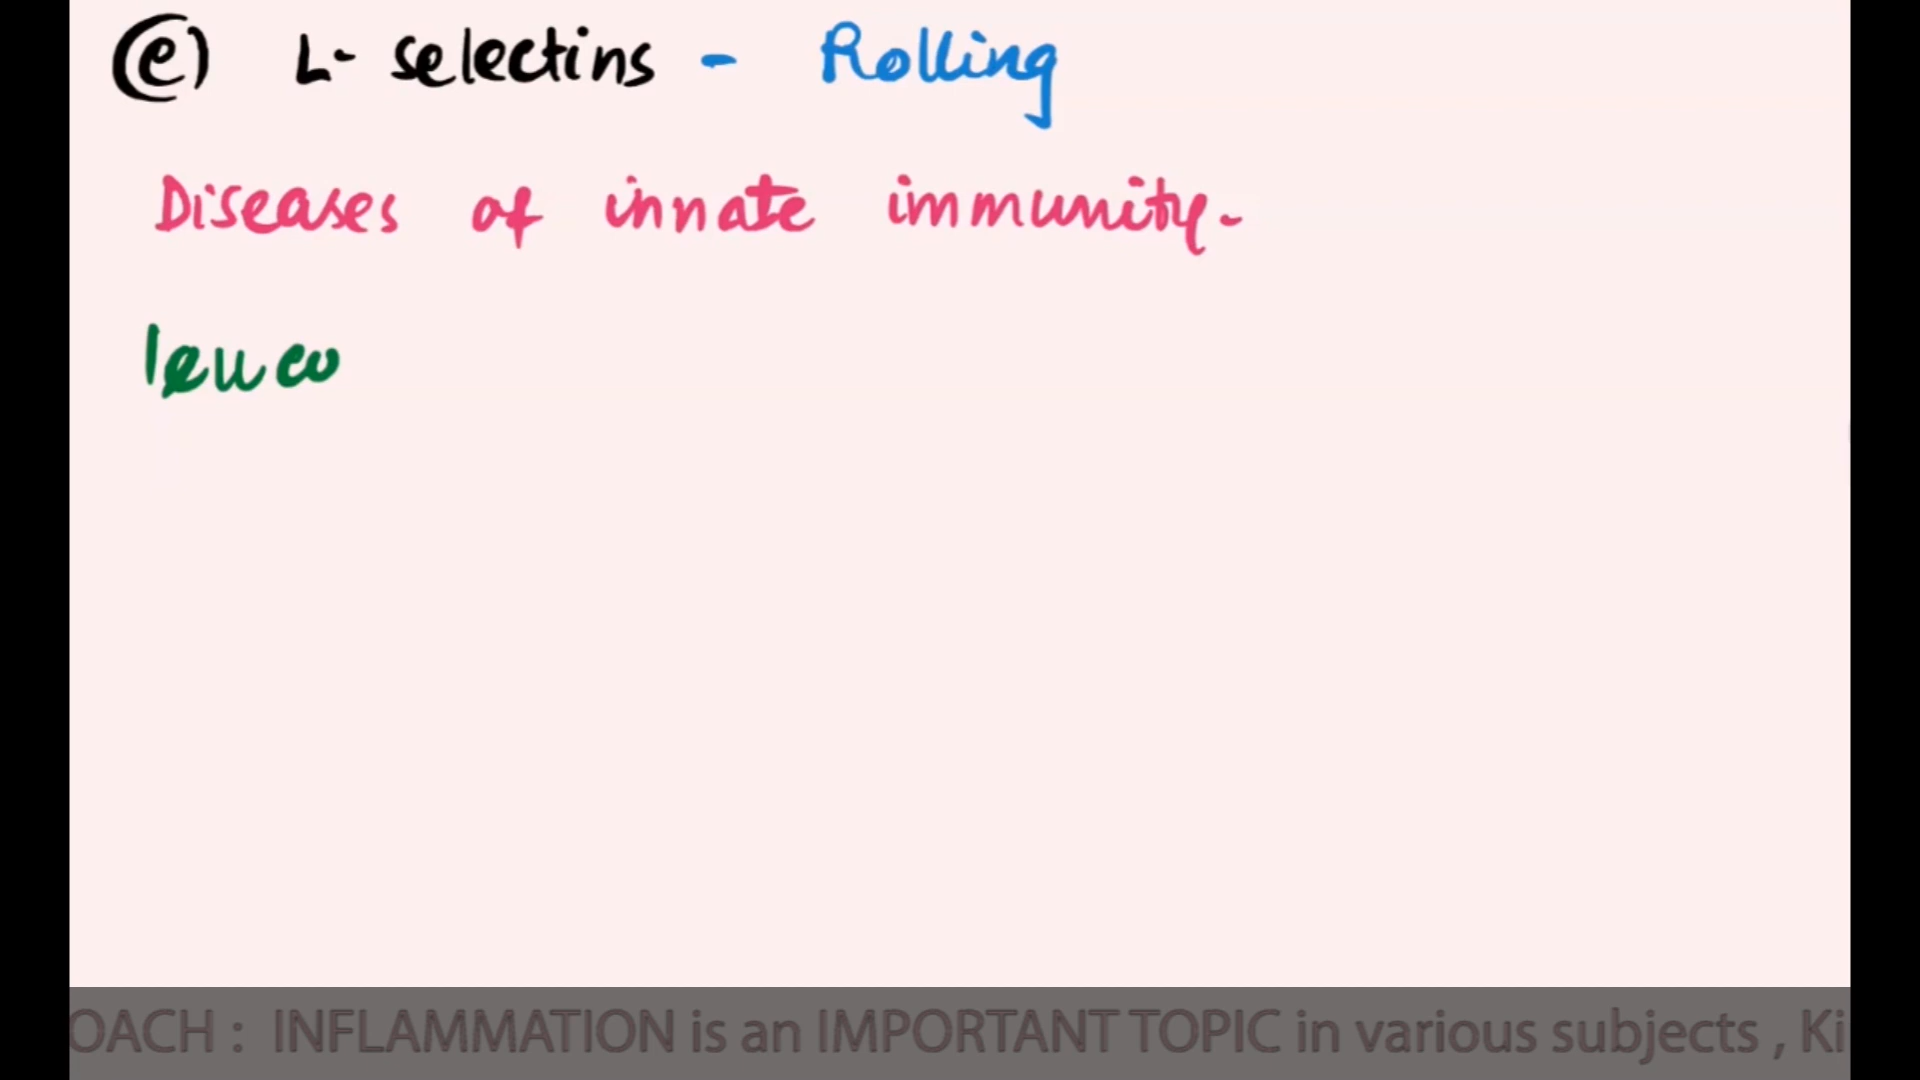 (e) L- selectins - Rolling
Diseases of innate immunity.
leuco
OACH : INFLAMMATION is an IMPORTANT TOPIC in various subjects , Ki